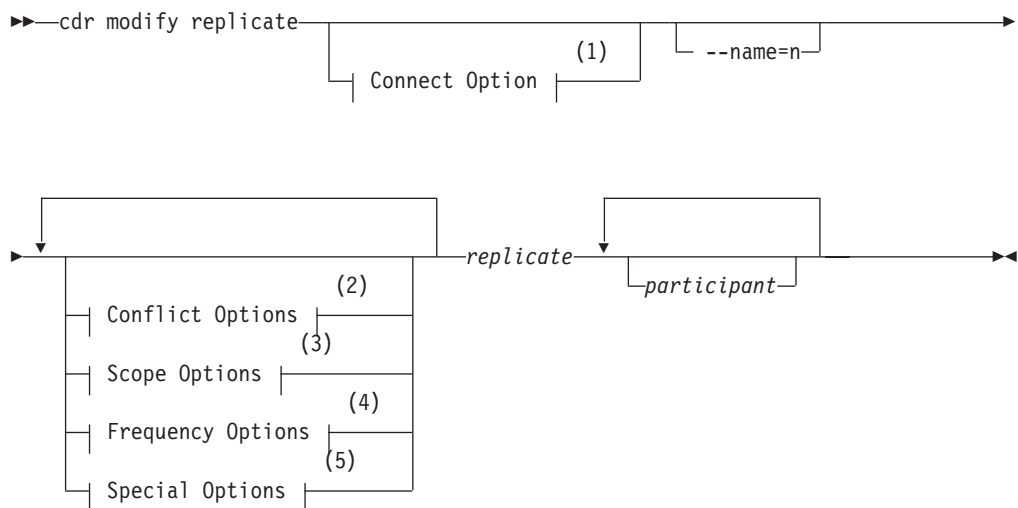 cdr modify replicate
(1)
Connect Option
--name=n
replicate
participant
(2)
Conflict Options
(3)
Scope Options
(4)
Frequency Options
(5)
Special Options